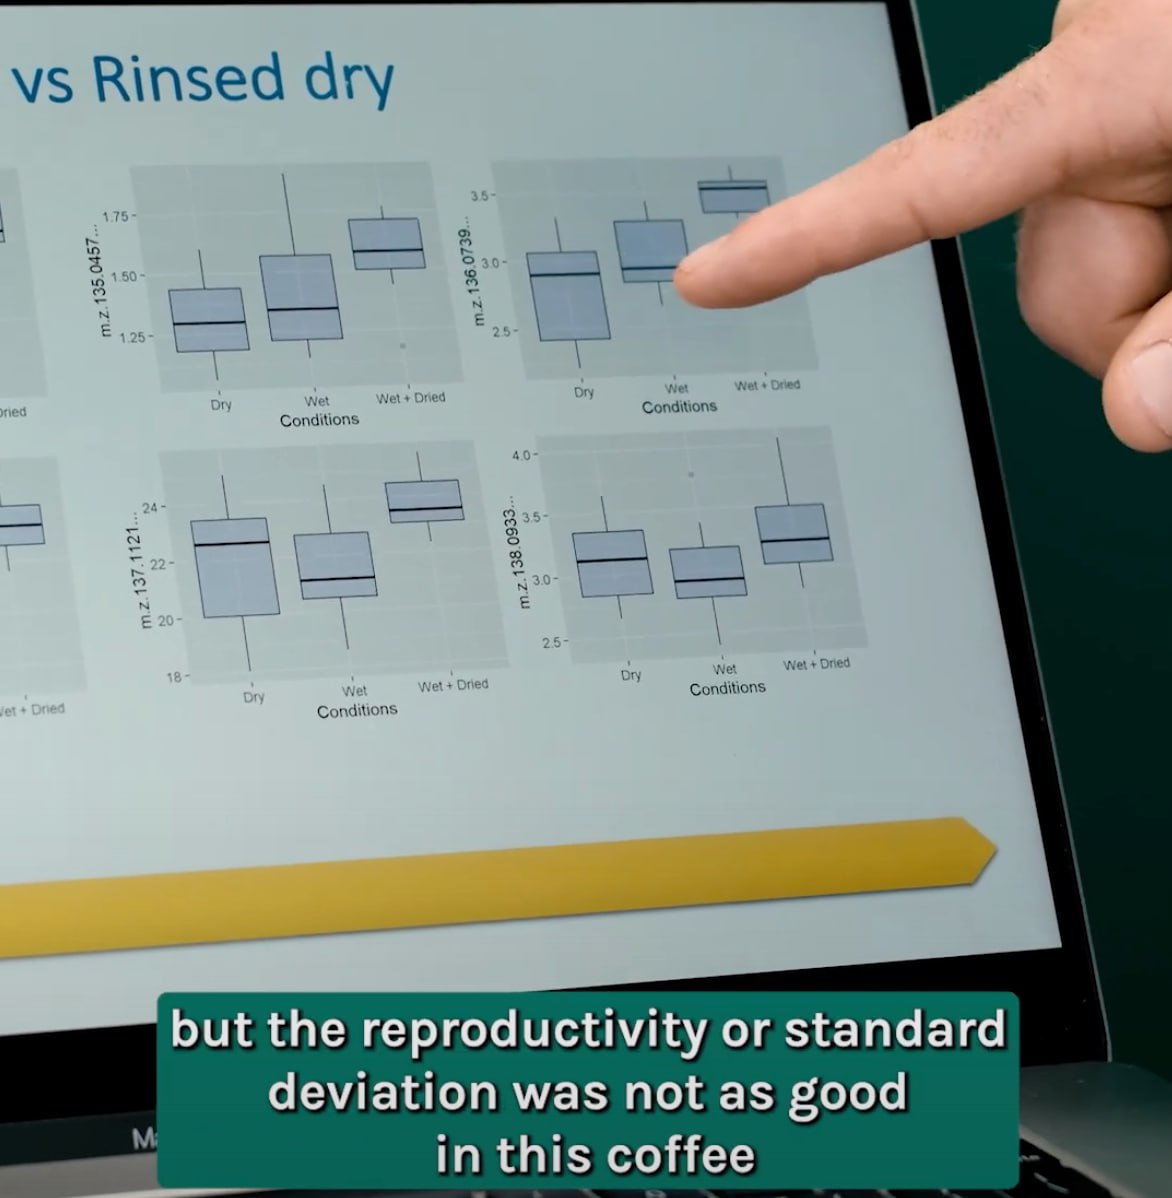 vs Rinsed dry
m.z.135.0457...
1.75
1.50
1.25
Dry
Wet
Wet + Dried
Conditions
m.z.136.0739...
3.5
3.0
2.5
Dry
Wet
Wet + Dried
Conditions
Dried
m.z.137.1121...
24
22
20
18
Dry
Wet
Wet + Dried
Conditions
m.z.138.0933...
4.0
3.5
3.0
2.5
Dry
Wet
Wet + Dried
Conditions
Wet + Dried
but the reproductivity or standard
deviation was not as good
in this coffee